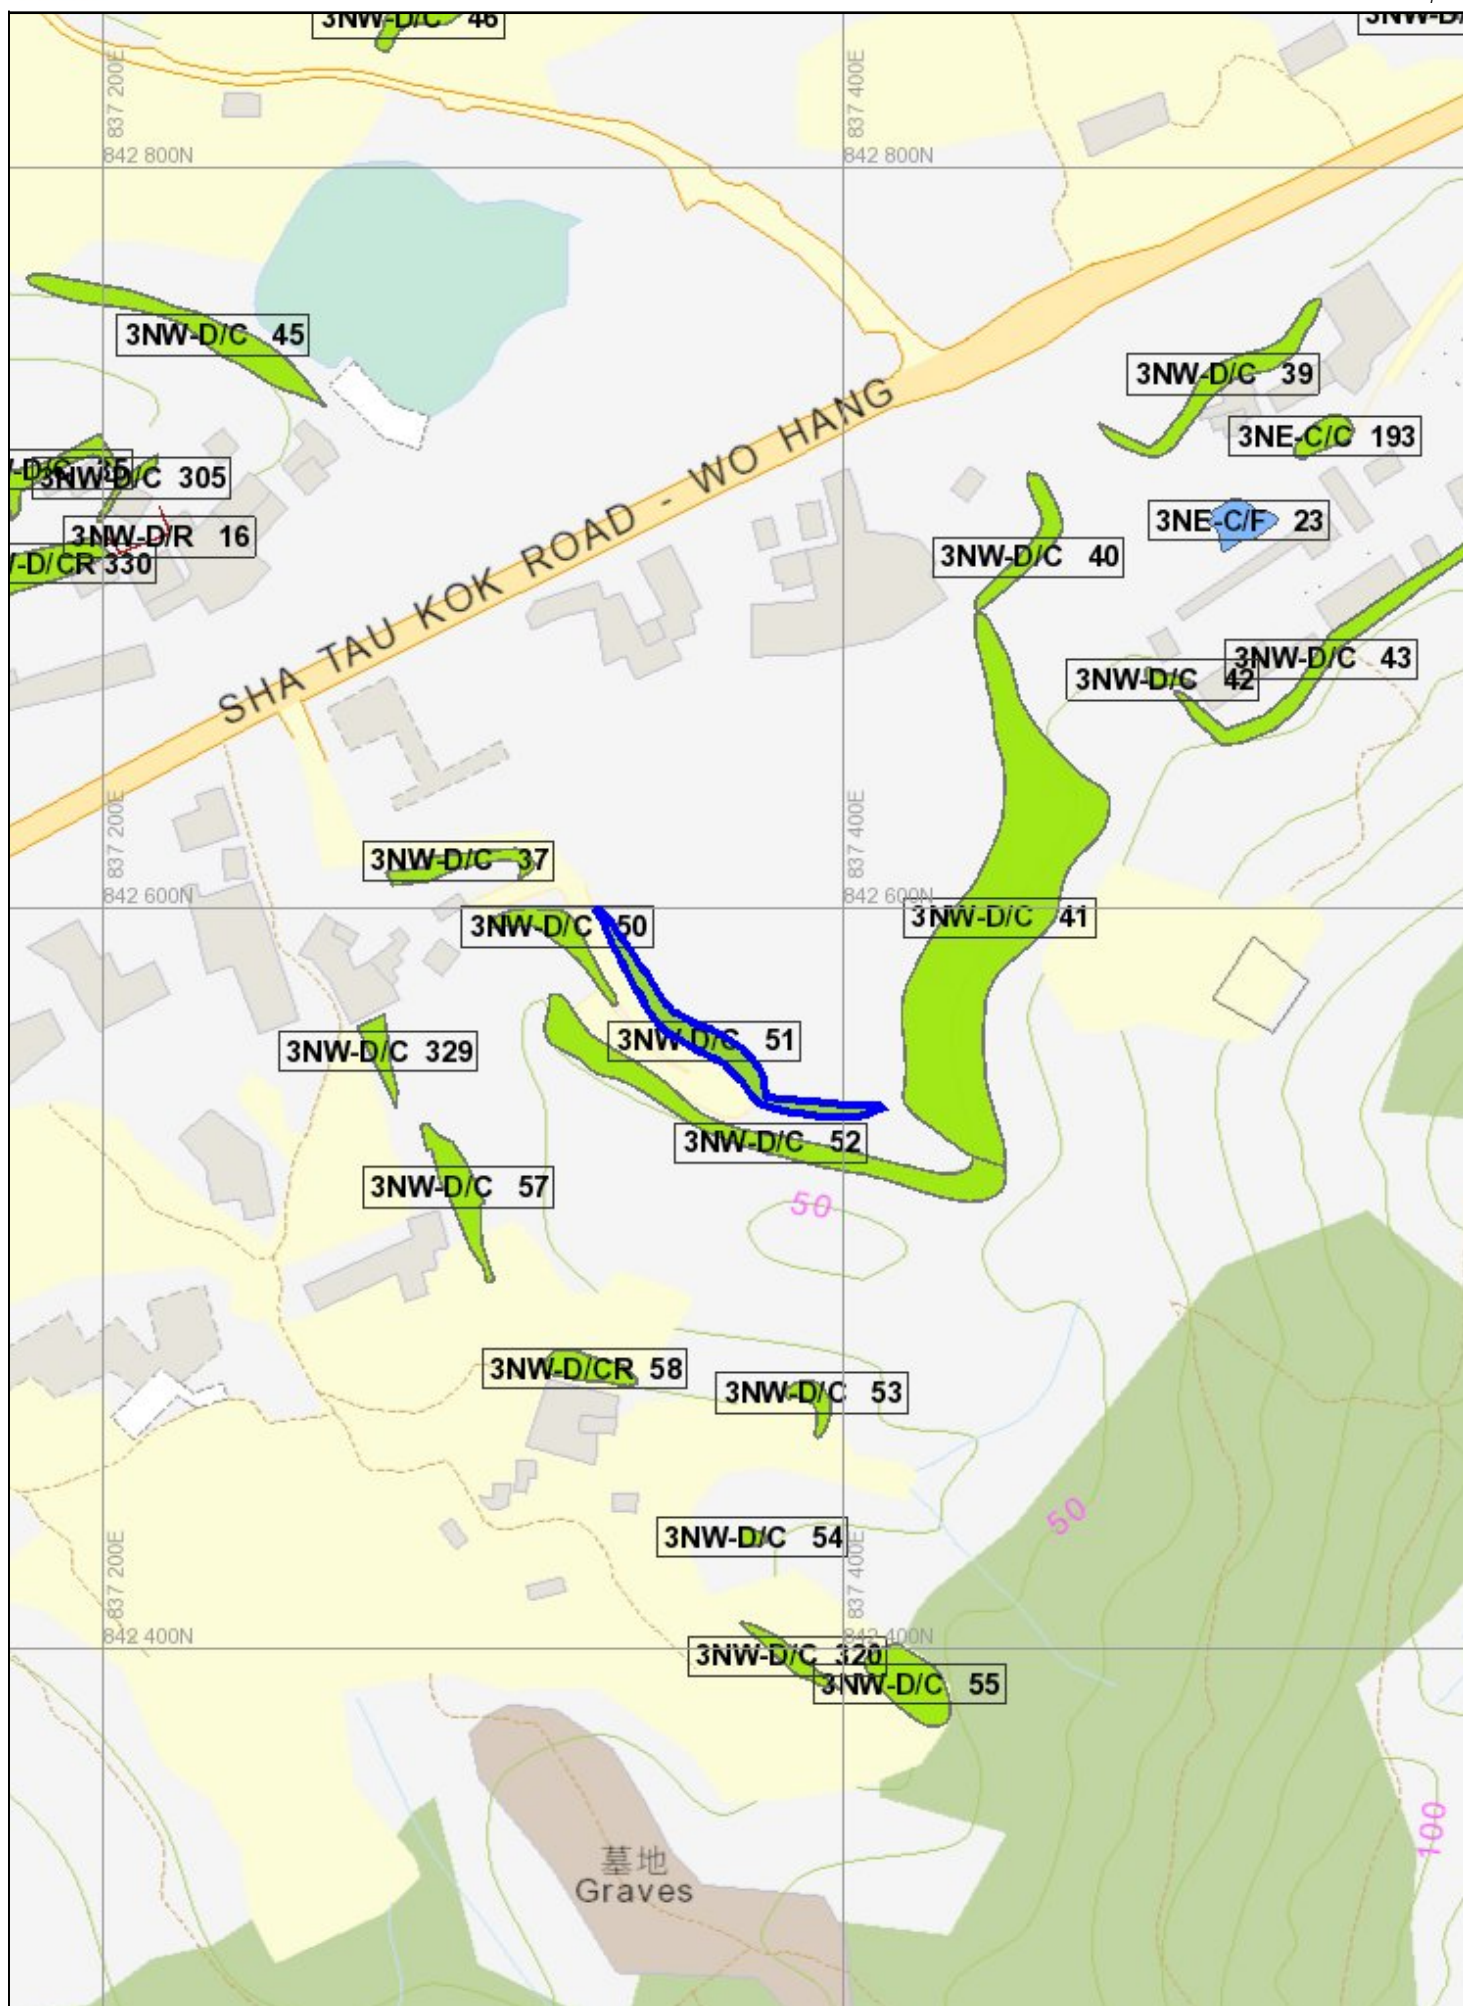 3NW-D/C 46
837 200E
837 400E
842 800N
842 800N
3NW-D/C 45
3NW-D/C 39
3NE-C/C 193
3NW-D/C 305
3NE-C/F 23
3NW-D/R 16
3NW-D/C 40
/-D/CR 330
SHA TAU KOK ROAD - WO HANG
3NW-D/C 43
3NW-D/C 42
837 200E
837 400E
3NW-D/C 37
842 600N
842 600N
3NW-D/C 41
3NW-D/C 50
3NW-D/C 51
3NW-D/C 329
3NW-D/C 52
3NW-D/C 57
50
3NW-D/CR 58
3NW-D/C 53
50
3NW-D/C 54
837 200E
837 400E
842 400N
842 400N
3NW-D/C 320
3NW-D/C 55
100
墓地
Graves